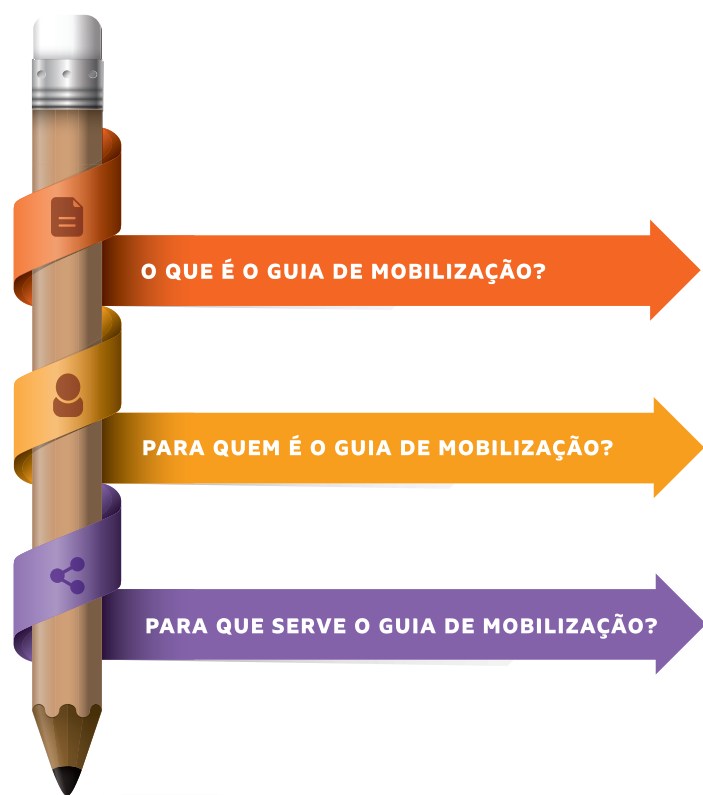 O QUE É O GUIA DE MOBILIZAÇÃO?
PARA QUEM É O GUIA DE MOBILIZAÇÃO?
PARA QUE SERVE O GUIA DE MOBILIZAÇÃO?